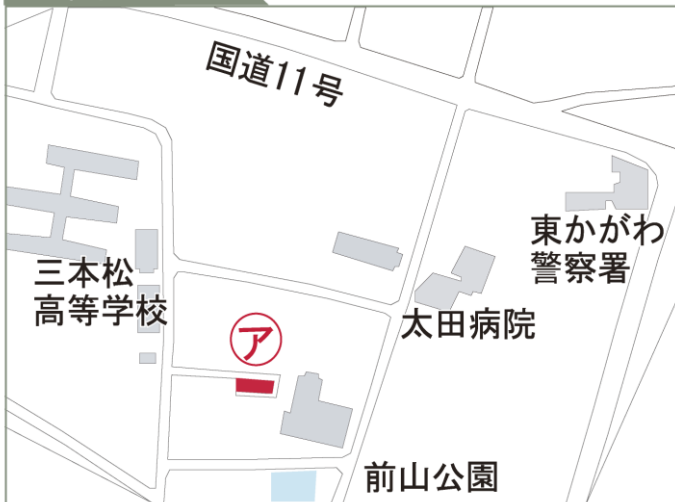 国道11号
東かがわ
警察署
三本松
高等学校
太田病院
ア
前山公園